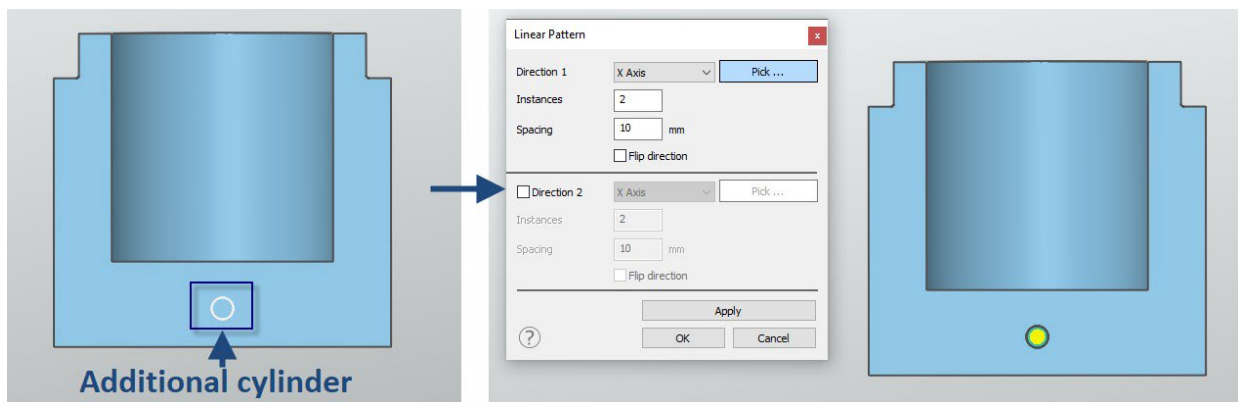 Linear Pattern
x
Direction 1 X Axis Pick ...
Instances 2
Spacing 10 mm
Flip direction
Direction 2 X Axis Pick ...
Instances 2
Spacing 10 mm
Flip direction
Apply
? OK Cancel
Additional cylinder